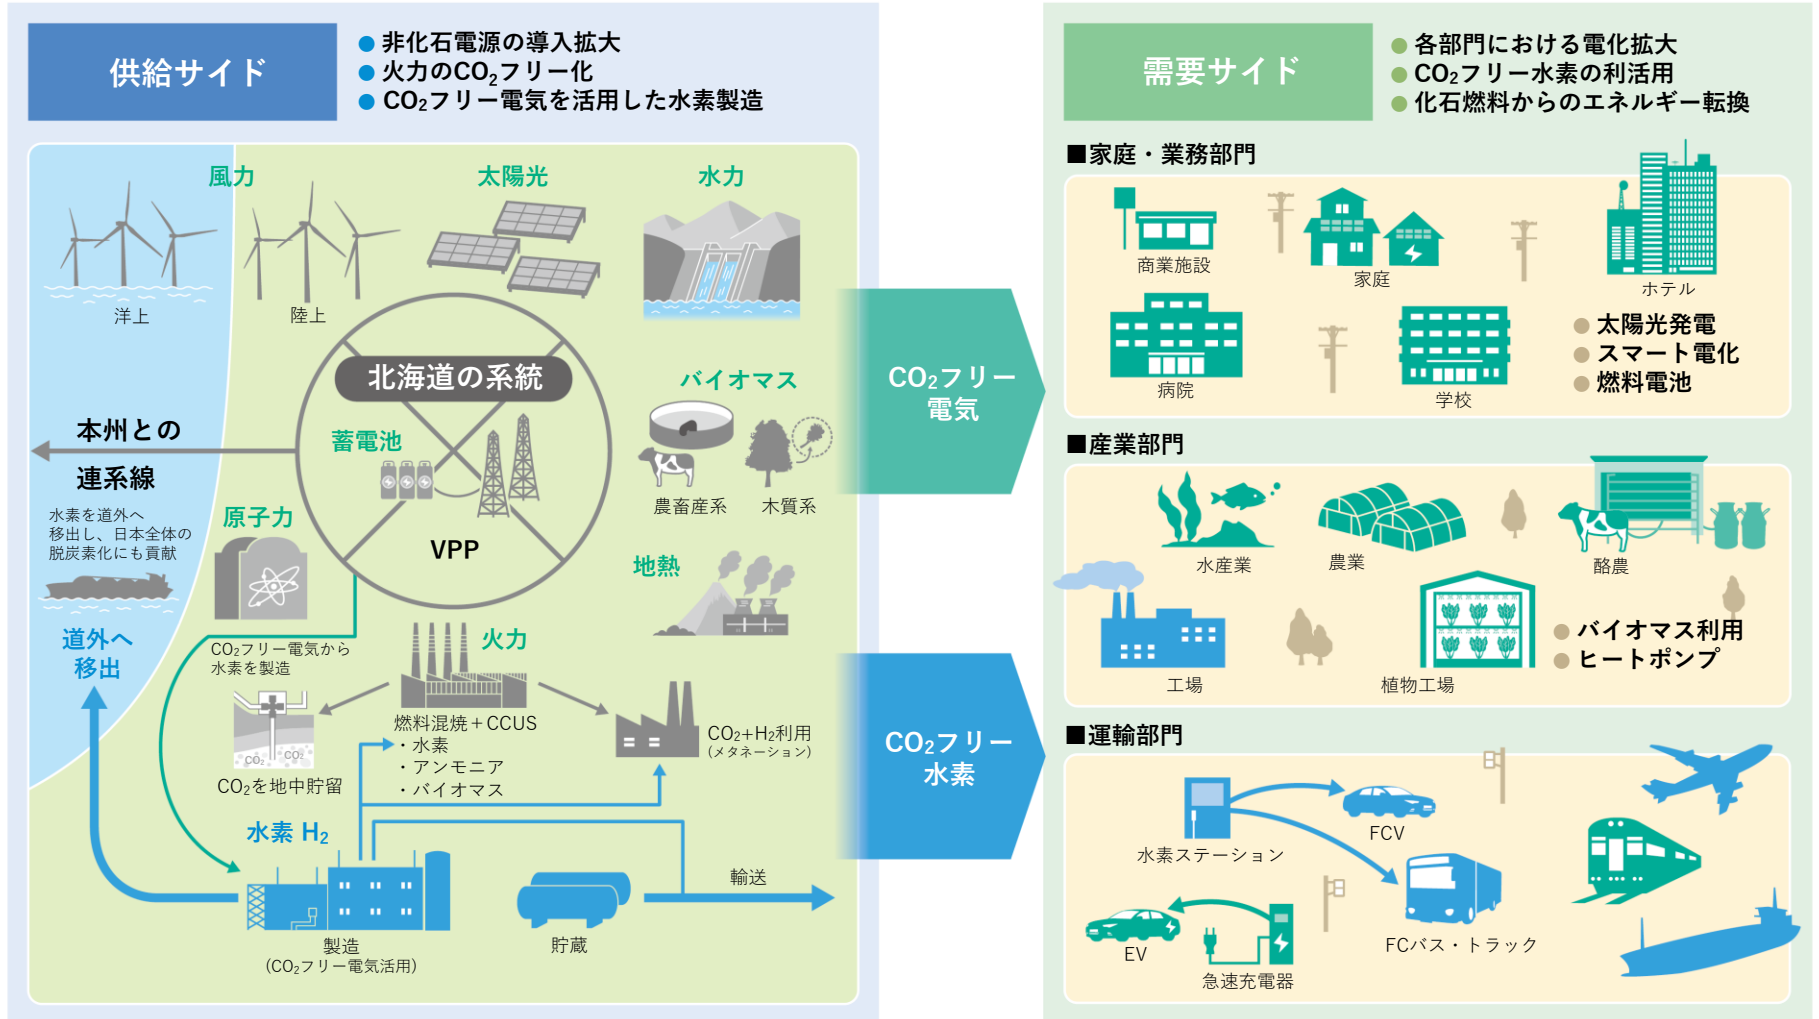 供給サイド
● 非化石電源の導入拡大
● 火力のCO₂フリー化
● CO₂フリー電気を活用した水素製造
風力
太陽光
水力
洋上
陸上
北海道の系統
蓄電池
VPP
バイオマス
農畜産系
木質系
本州との
連系線
水素を道外へ
移出し、日本全体の
脱炭素化にも貢献
原子力
地熱
道外へ
移出
CO₂フリー電気から
水素を製造
火力
燃料混焼＋CCUS
・水素
・アンモニア
・バイオマス
CO₂+H₂利用
（メタネーション）
CO₂
CO₂
CO₂を地中貯留
水素 H₂
製造
（CO₂フリー電気活用）
貯蔵
輸送
CO₂フリー
電気
CO₂フリー
水素
需要サイド
● 各部門における電化拡大
● CO₂フリー水素の利活用
● 化石燃料からのエネルギー転換
■家庭・業務部門
商業施設
家庭
ホテル
病院
学校
● 太陽光発電
● スマート電化
● 燃料電池
■産業部門
水産業
農業
酪農
工場
植物工場
● バイオマス利用
● ヒートポンプ
■運輸部門
水素ステーション
FCV
FCバス・トラック
EV
急速充電器